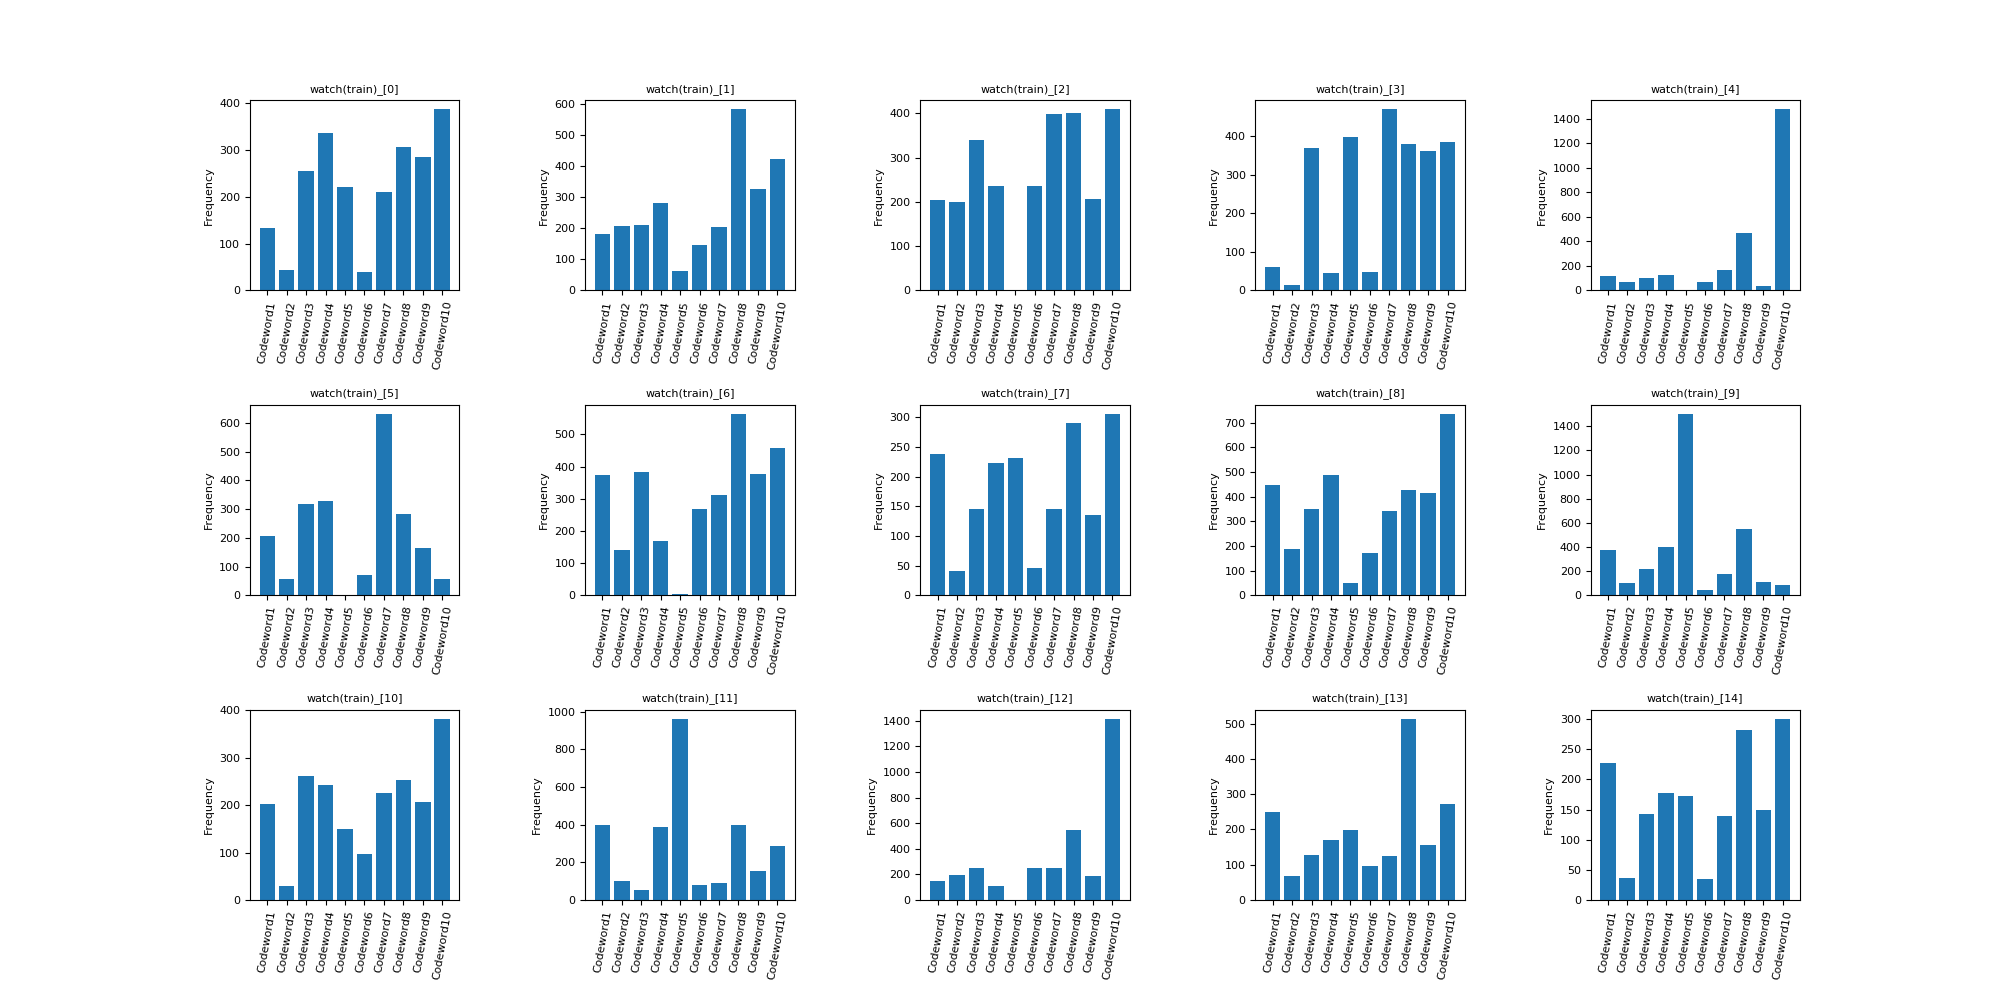 watch(train)_[0]
400
300
200
100
0
Frequency
Codeword1
Codeword2
Codeword3
Codeword4
Codeword5
Codeword6
Codeword7
Codeword8
Codeword9
Codeword10
watch(train)_[1]
600
500
400
300
200
100
0
Frequency
Codeword1
Codeword2
Codeword3
Codeword4
Codeword5
Codeword6
Codeword7
Codeword8
Codeword9
Codeword10
watch(train)_[2]
400
300
200
100
0
Frequency
Codeword1
Codeword2
Codeword3
Codeword4
Codeword5
Codeword6
Codeword7
Codeword8
Codeword9
Codeword10
watch(train)_[3]
400
300
200
100
0
Frequency
Codeword1
Codeword2
Codeword3
Codeword4
Codeword5
Codeword6
Codeword7
Codeword8
Codeword9
Codeword10
watch(train)_[4]
1400
1200
1000
800
600
400
200
0
Frequency
Codeword1
Codeword2
Codeword3
Codeword4
Codeword5
Codeword6
Codeword7
Codeword8
Codeword9
Codeword10
watch(train)_[5]
600
500
400
300
200
100
0
Frequency
Codeword1
Codeword2
Codeword3
Codeword4
Codeword5
Codeword6
Codeword7
Codeword8
Codeword9
Codeword10
watch(train)_[6]
500
400
300
200
100
0
Frequency
Codeword1
Codeword2
Codeword3
Codeword4
Codeword5
Codeword6
Codeword7
Codeword8
Codeword9
Codeword10
watch(train)_[7]
300
250
200
150
100
50
0
Frequency
Codeword1
Codeword2
Codeword3
Codeword4
Codeword5
Codeword6
Codeword7
Codeword8
Codeword9
Codeword10
watch(train)_[8]
700
600
500
400
300
200
100
0
Frequency
Codeword1
Codeword2
Codeword3
Codeword4
Codeword5
Codeword6
Codeword7
Codeword8
Codeword9
Codeword10
watch(train)_[9]
1400
1200
1000
800
600
400
200
0
Frequency
Codeword1
Codeword2
Codeword3
Codeword4
Codeword5
Codeword6
Codeword7
Codeword8
Codeword9
Codeword10
watch(train)_[10]
400
300
200
100
0
Frequency
Codeword1
Codeword2
Codeword3
Codeword4
Codeword5
Codeword6
Codeword7
Codeword8
Codeword9
Codeword10
watch(train)_[11]
1000
800
600
400
200
0
Frequency
Codeword1
Codeword2
Codeword3
Codeword4
Codeword5
Codeword6
Codeword7
Codeword8
Codeword9
Codeword10
watch(train)_[12]
1400
1200
1000
800
600
400
200
0
Frequency
Codeword1
Codeword2
Codeword3
Codeword4
Codeword5
Codeword6
Codeword7
Codeword8
Codeword9
Codeword10
watch(train)_[13]
500
400
300
200
100
0
Frequency
Codeword1
Codeword2
Codeword3
Codeword4
Codeword5
Codeword6
Codeword7
Codeword8
Codeword9
Codeword10
watch(train)_[14]
300
250
200
150
100
50
0
Frequency
Codeword1
Codeword2
Codeword3
Codeword4
Codeword5
Codeword6
Codeword7
Codeword8
Codeword9
Codeword10